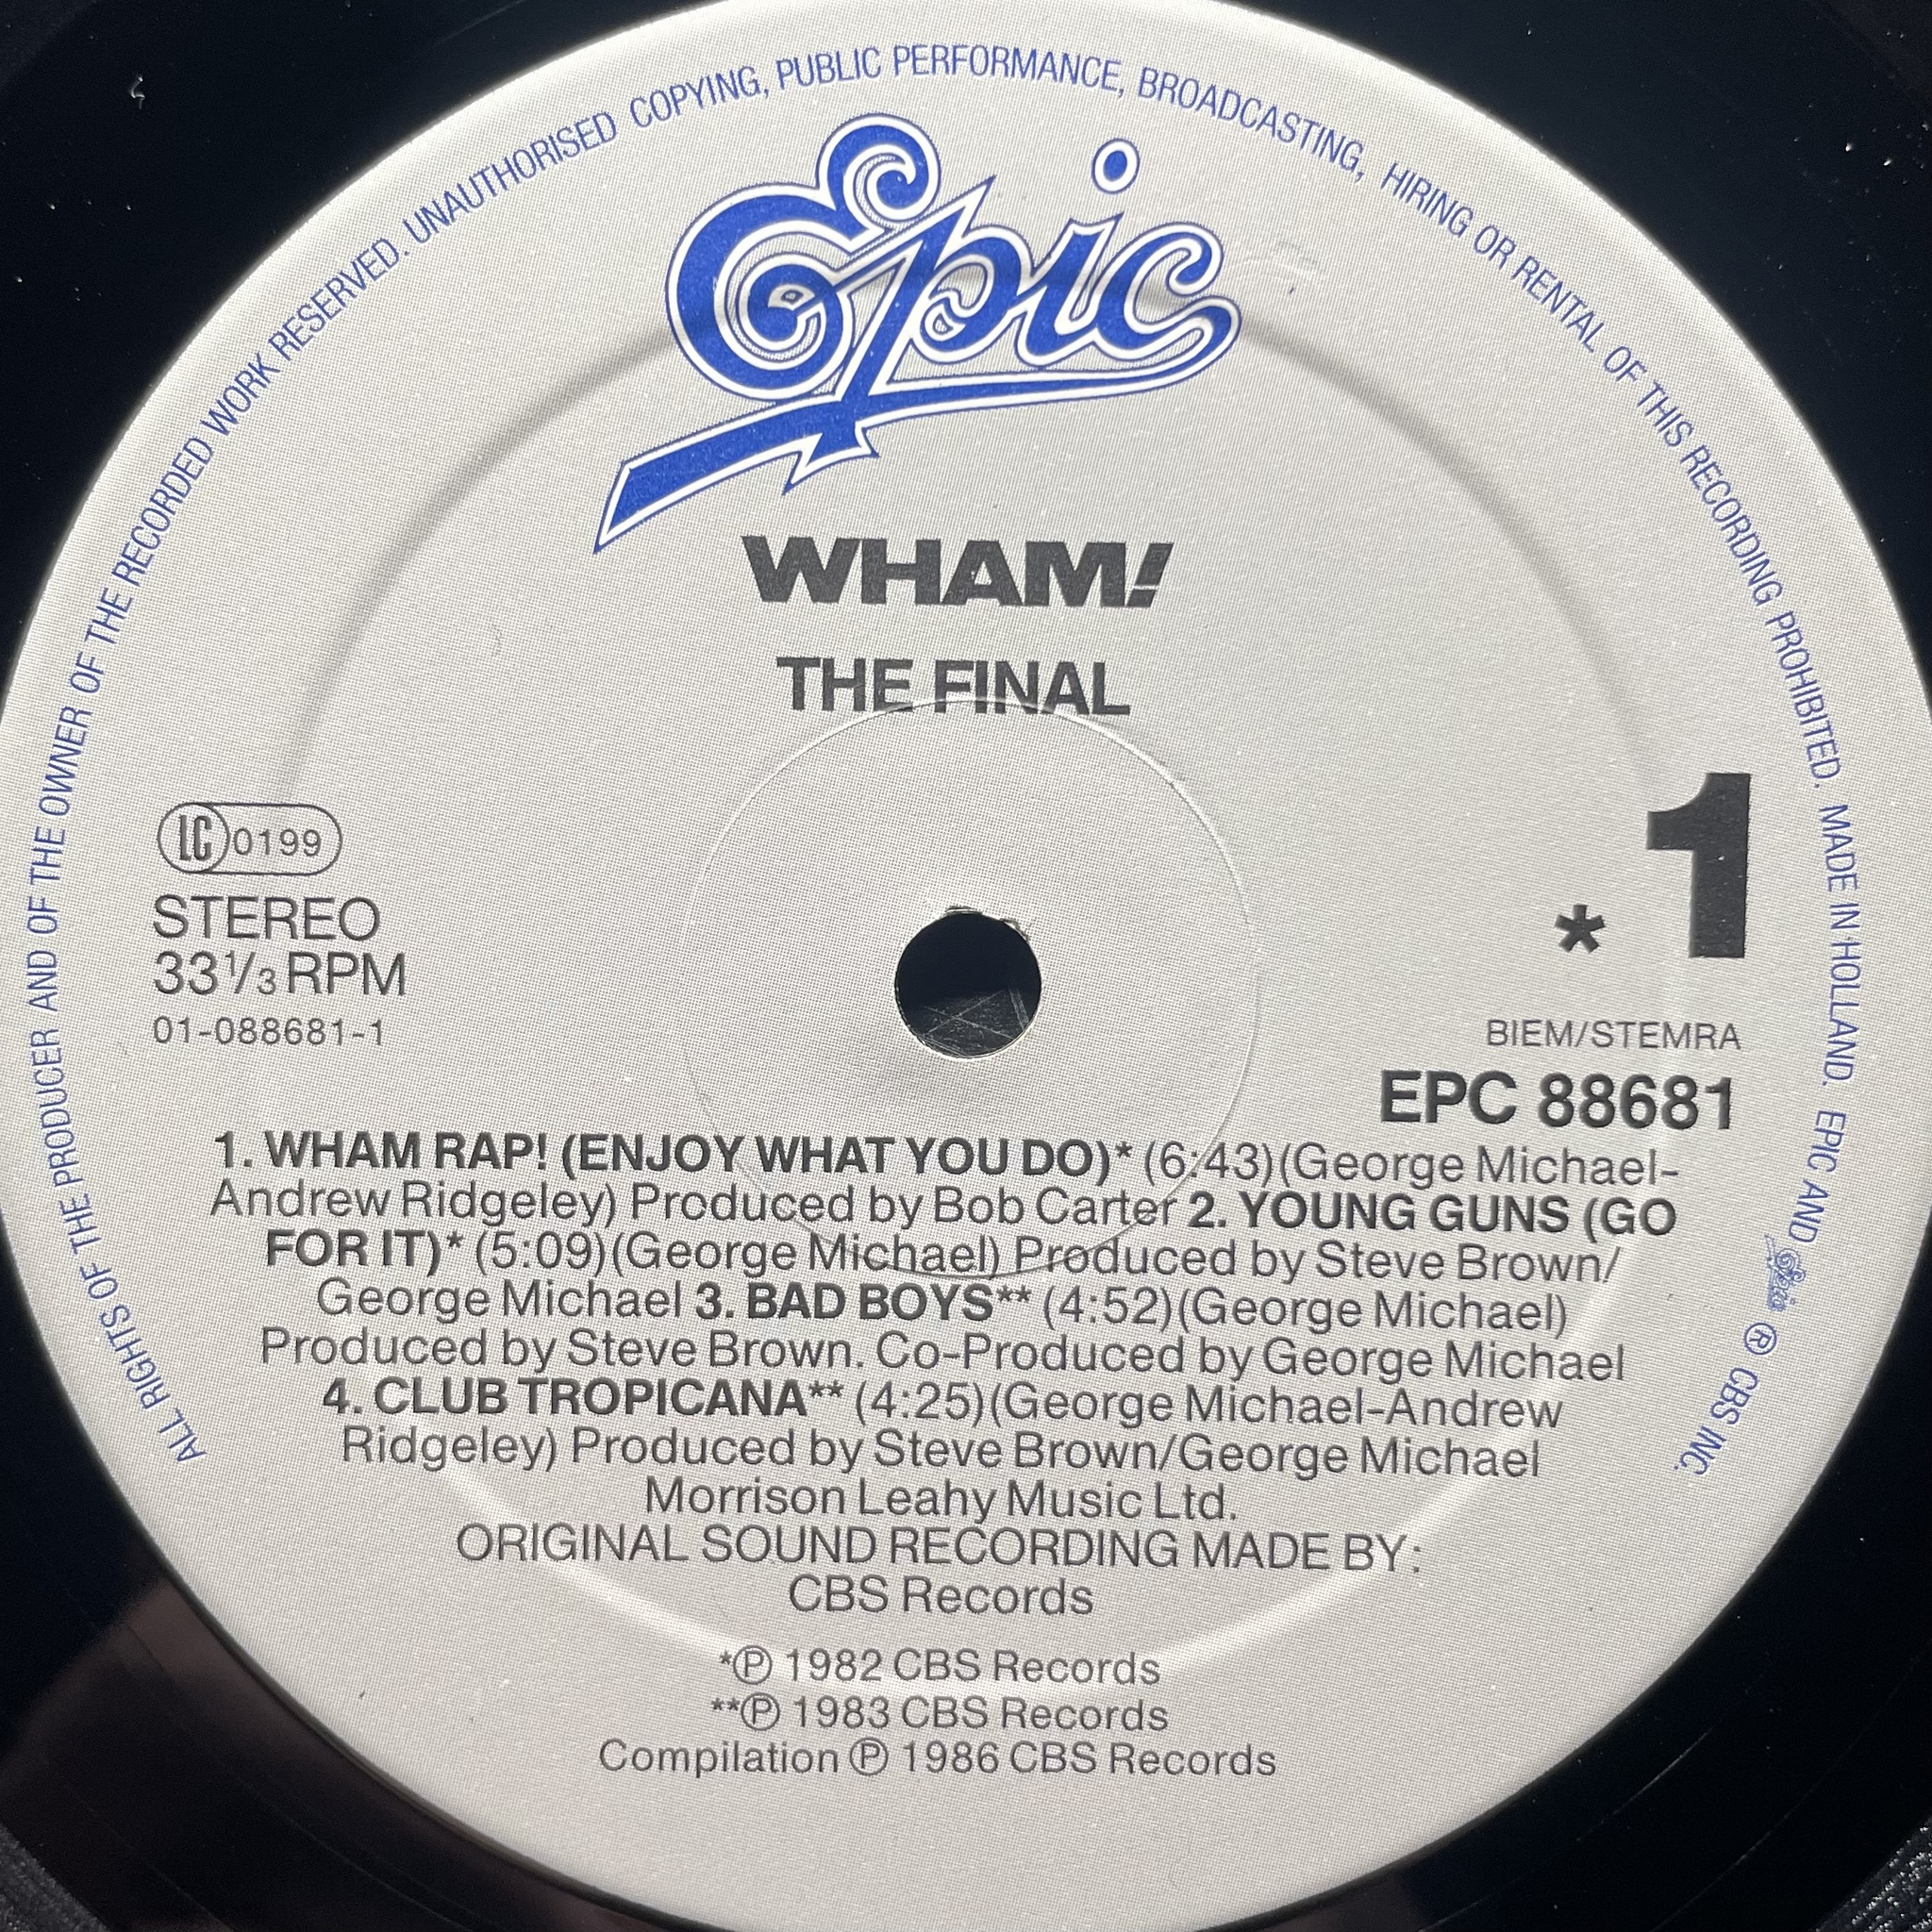 ALL RIGHTS OF THE PRODUCER AND OF THE OWNER OF THE RECORDED WORK RESERVED. UNAUTHORISED COPYING, PUBLIC PERFORMANCE, BROADCASTING, HIRING OR RENTAL OF THIS RECORDING PROHIBITED. MADE IN HOLLAND. EPIC AND Epic ® CBS INC.
Epic
WHAM!
THE FINAL
LC 0199
STEREO
33⅓ RPM
01-088681-1
* 1
BIEM/STEMRA
EPC 88681
1. WHAM RAP! (ENJOY WHAT YOU DO)* (6:43)(George Michael-
Andrew Ridgeley) Produced by Bob Carter 2. YOUNG GUNS (GO
FOR IT)* (5:09)(George Michael) Produced by Steve Brown/
George Michael 3. BAD BOYS** (4:52)(George Michael)
Produced by Steve Brown. Co-Produced by George Michael
4. CLUB TROPICANA** (4:25)(George Michael-Andrew
Ridgeley) Produced by Steve Brown/George Michael
Morrison Leahy Music Ltd.
ORIGINAL SOUND RECORDING MADE BY:
CBS Records
*℗ 1982 CBS Records
**℗ 1983 CBS Records
Compilation ℗ 1986 CBS Records